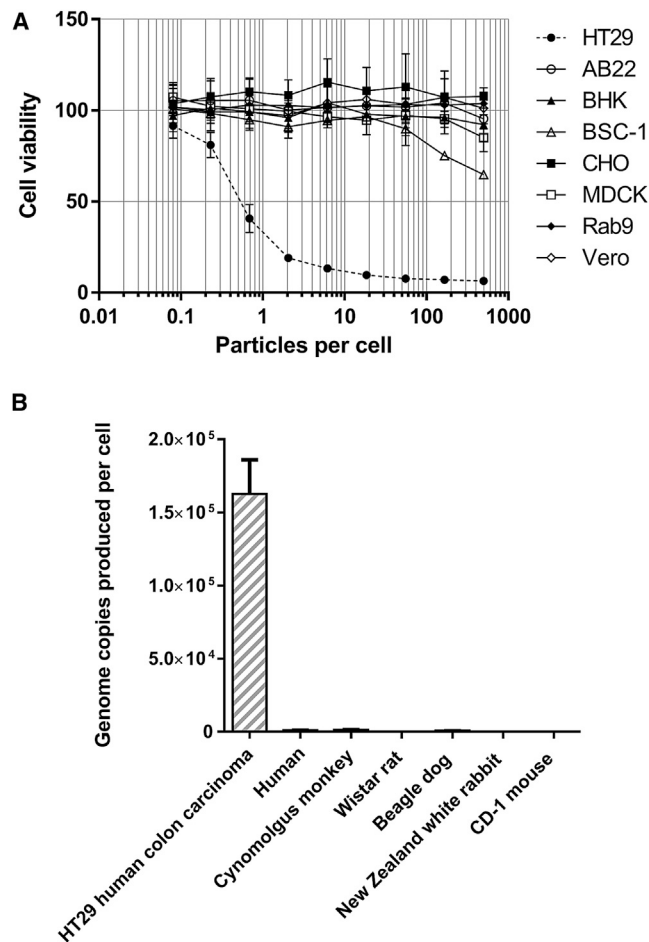 A
150
100
50
0
Cell viability
0.01 0.1 1 10 100 1000
Particles per cell
HT29
AB22
BHK
BSC-1
CHO
MDCK
Rab9
Vero
B
Genome copies produced per cell
2.0×10⁵
1.5×10⁵
1.0×10⁵
5.0×10⁴
0
HT29 human colon carcinoma
Human
Cynomolgus monkey
Wistar rat
Beagle dog
New Zealand white rabbit
CD-1 mouse